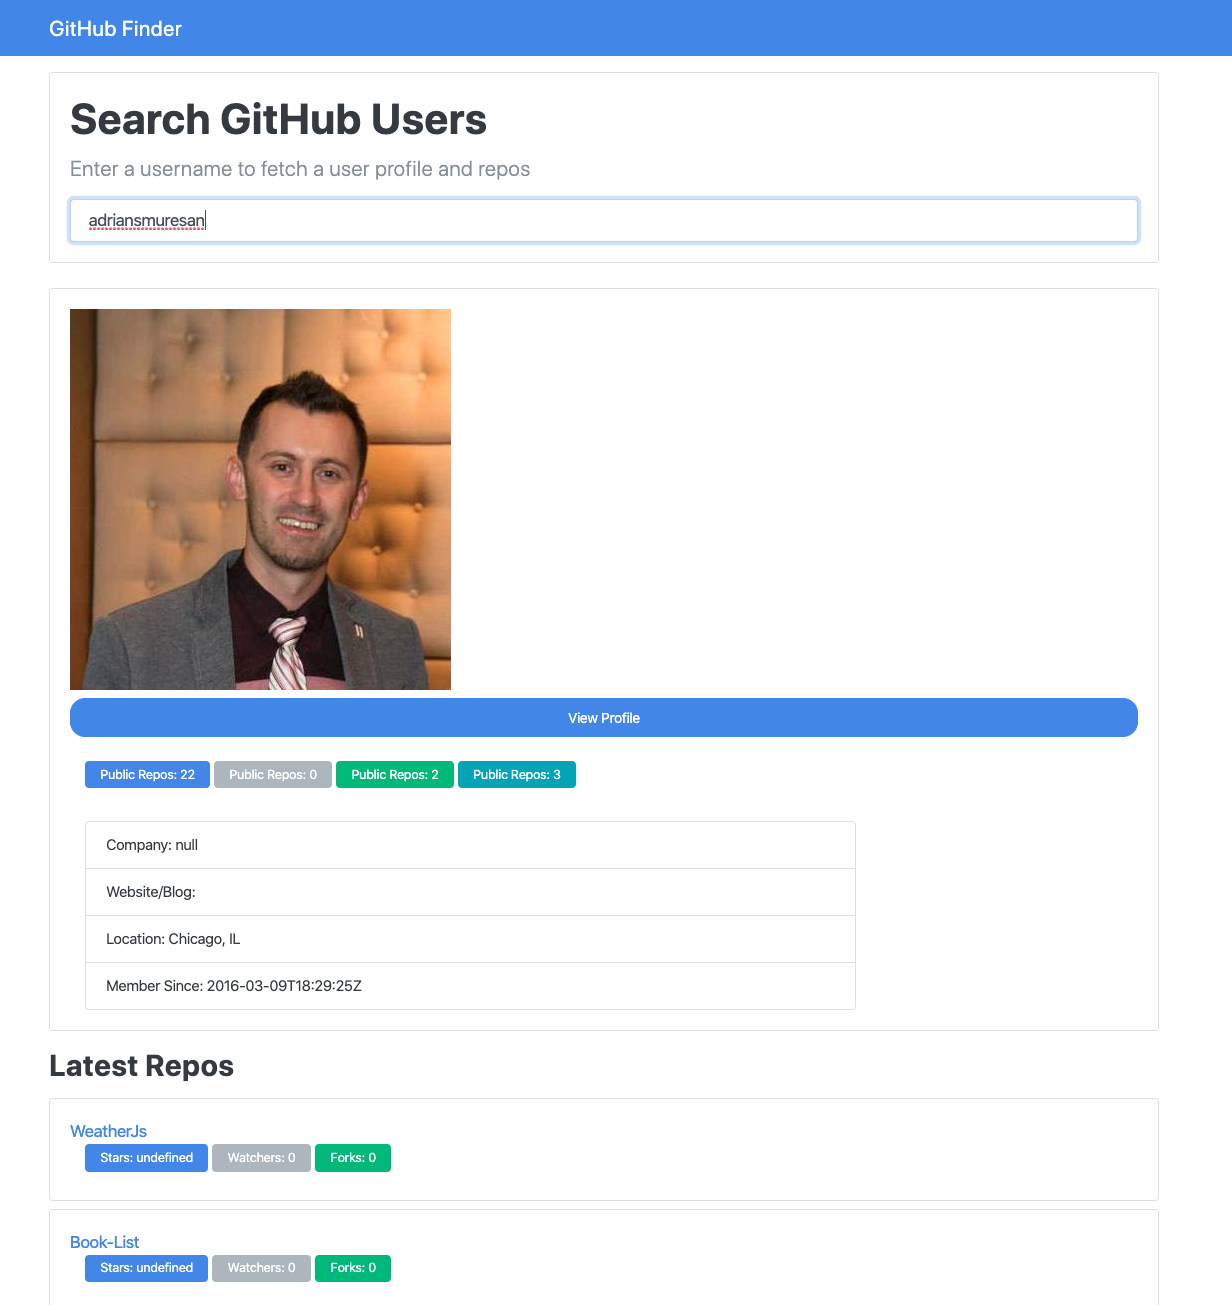 GitHub Finder
Search GitHub Users
Enter a username to fetch a user profile and repos
adriansmuresan
View Profile
Public Repos: 22 Public Repos: 0 Public Repos: 2 Public Repos: 3
Company: null
Website/Blog:
Location: Chicago, IL
Member Since: 2016-03-09T18:29:25Z
Latest Repos
WeatherJs
Stars: undefined Watchers: 0 Forks: 0
Book-List
Stars: undefined Watchers: 0 Forks: 0